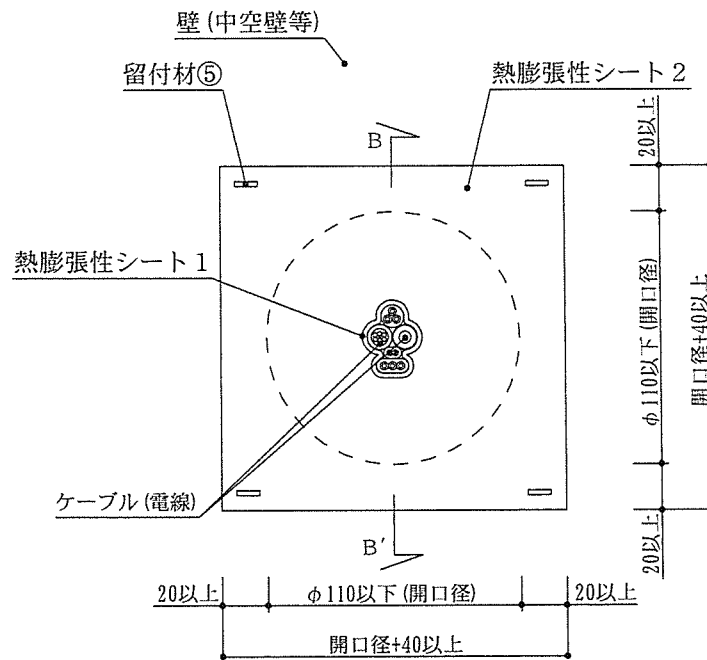 壁(中空壁等)
留付材⑤
熱膨張性シート2
B
20以上
熱膨張性シート1
φ110以下(開口径)
開口径+40以上
ケーブル(電線)
B'
20以上
20以上
φ110以下(開口径)
20以上
開口径+40以上